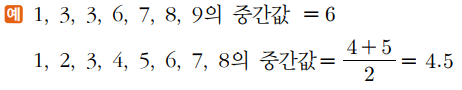 예 1, 3, 3, 6, 7, 8, 9의 중간값 = 6
1, 2, 3, 4, 5, 6, 7, 8의 중간값 = (4+5)/2 = 4.5